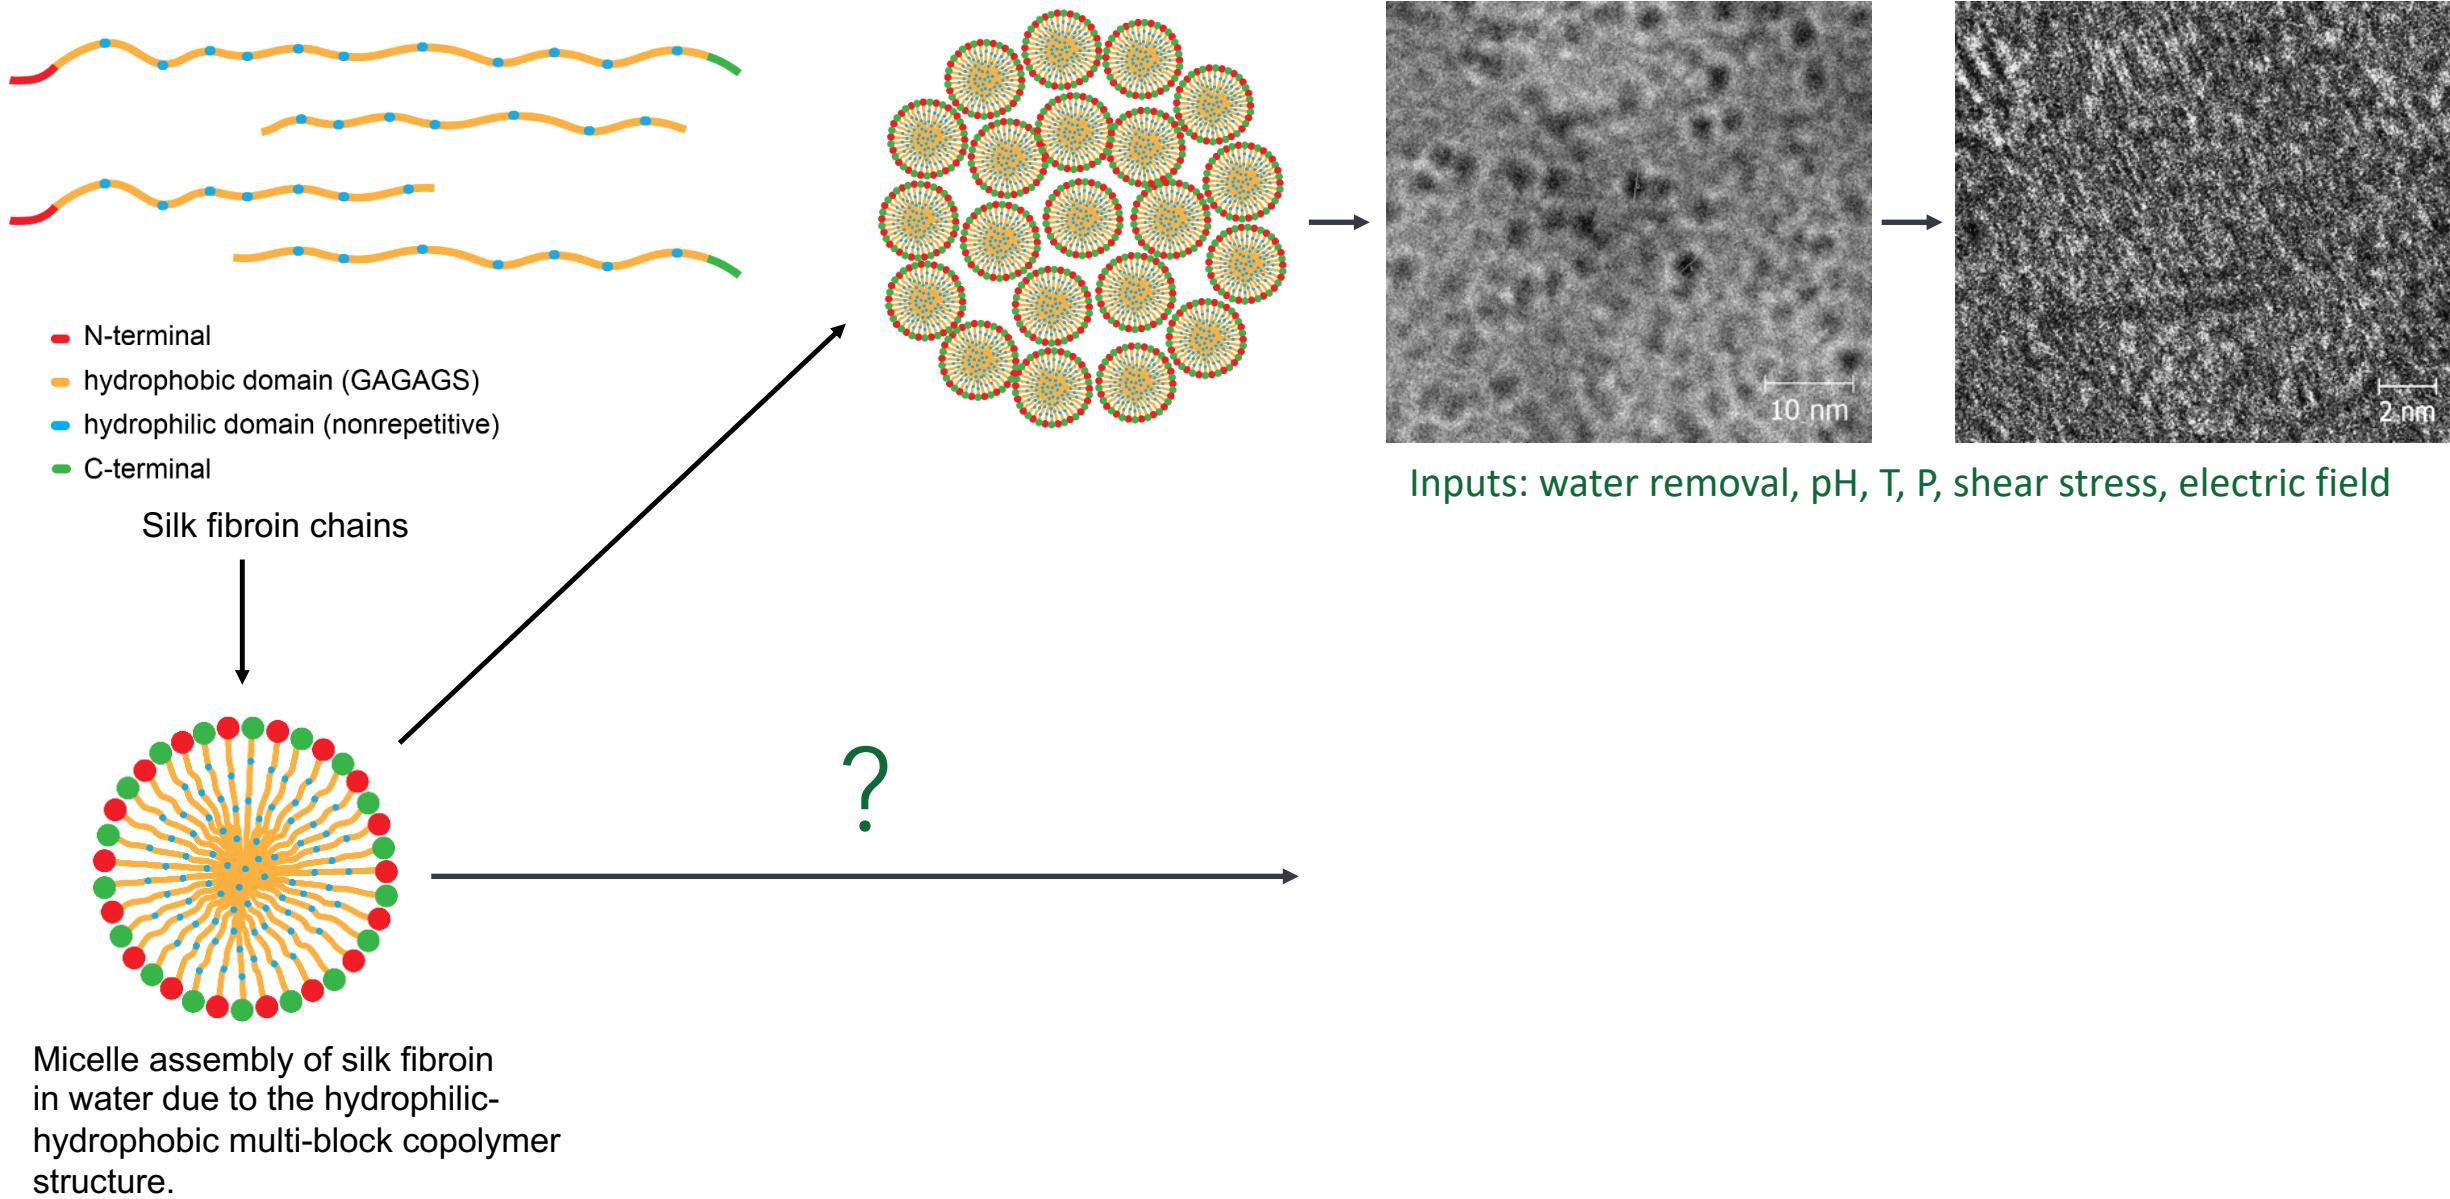 N-terminal
hydrophobic domain (GAGAGS)
hydrophilic domain (nonrepetitive)
C-terminal
Silk fibroin chains
10 nm
2 nm
Inputs: water removal, pH, T, P, shear stress, electric field
?
Micelle assembly of silk fibroin
in water due to the hydrophilic-
hydrophobic multi-block copolymer
structure.